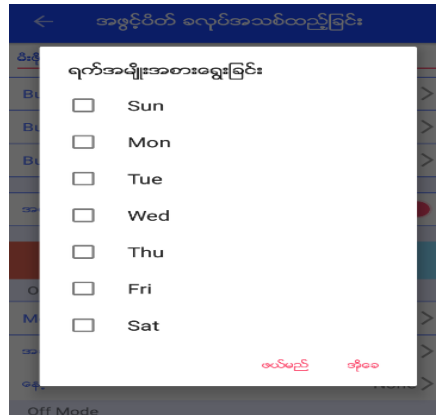 ← အဖွင့်ပိတ် ခလုပ်အသစ်ထည့်ခြင်း
ရက်အမျိုးအစားရွေးခြင်း
Sun
Mon
Tue
Wed
Thu
Fri
Sat
ဖယ်မည် အိုခေ
None >
Off Mode